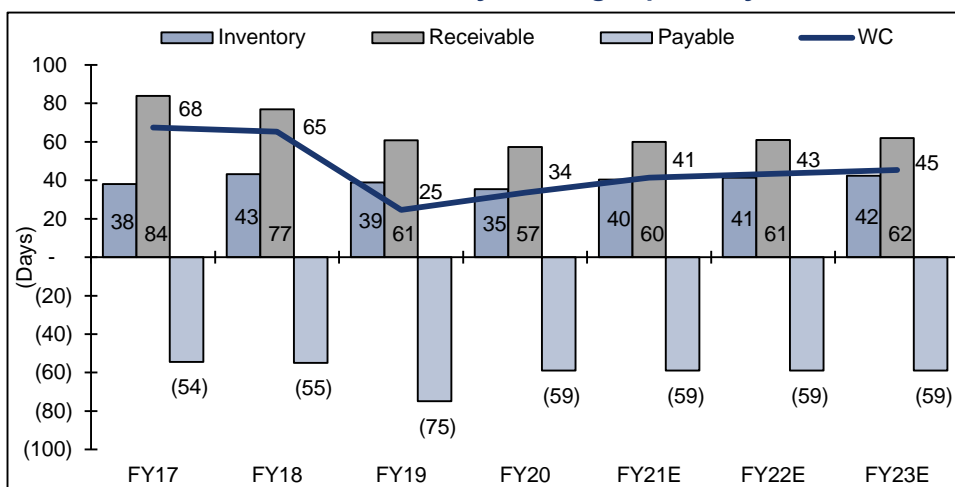 Inventory Receivable Payable WC
(Days)
100
80
60
40
20
-
(20)
(40)
(60)
(80)
(100)
68 65 25 34 41 43 45
38 84 43 77 39 61 35 57 40 60 41 61 42 62
(54) (55) (75) (59) (59) (59) (59)
FY17 FY18 FY19 FY20 FY21E FY22E FY23E